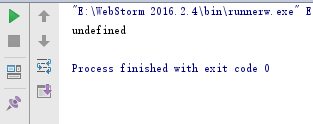 "E:\WebStorm 2016.2.4\bin\runnerw.exe" E
undefined
Process finished with exit code 0